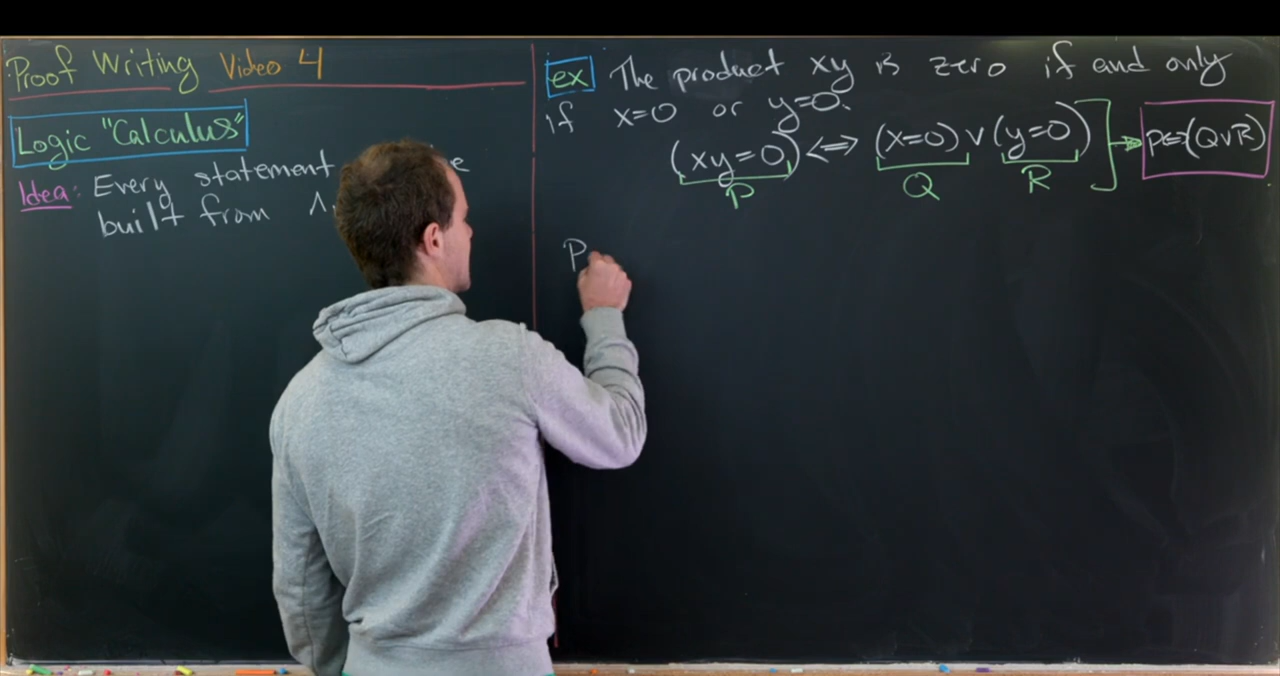 Proof Writing Video 4
Logic "Calculus"
Idea: Every statement
built from ∧,
ex The product xy is zero if and only
if x=0 or y=0.
(xy=0) ⟺ (x=0) ∨ (y=0) → P⟺(Q∨R)
P Q R
P